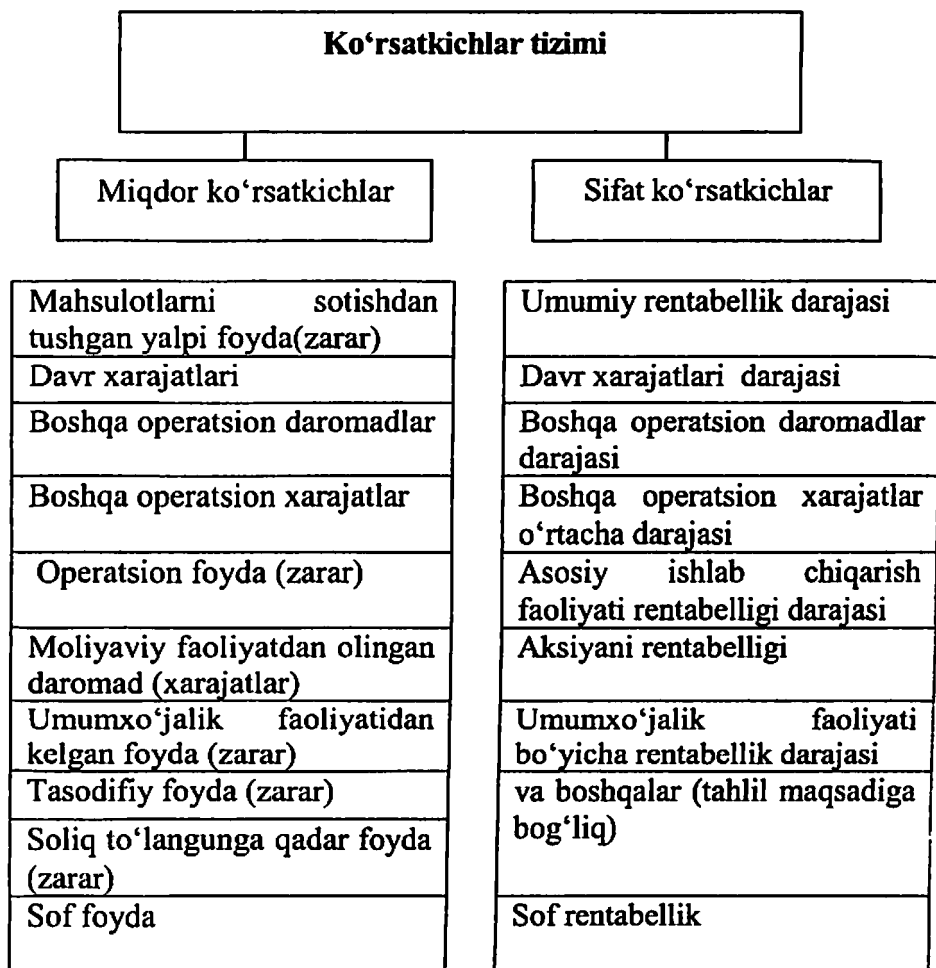 Ko‘rsatkichlar tizimi
Miqdor ko‘rsatkichlar
Sifat ko‘rsatkichlar
Mahsulotlarni sotishdan
tushgan yalpi foyda(zarar)
Davr xarajatlari
Boshqa operatsion daromadlar
Boshqa operatsion xarajatlar
Operatsion foyda (zarar)
Moliyaviy faoliyatdan olingan
daromad (xarajatlar)
Umumxo‘jalik faoliyatidan
kelgan foyda (zarar)
Tasodifiy foyda (zarar)
Soliq to‘langunga qadar foyda
(zarar)
Sof foyda
Umumiy rentabellik darajasi
Davr xarajatlari darajasi
Boshqa operatsion daromadlar
darajasi
Boshqa operatsion xarajatlar
o‘rtacha darajasi
Asosiy ishlab chiqarish
faoliyati rentabelligi darajasi
Aksiyani rentabelligi
Umumxo‘jalik faoliyati
bo‘yicha rentabellik darajasi
va boshqalar (tahlil maqsadiga
bog‘liq)
Sof rentabellik